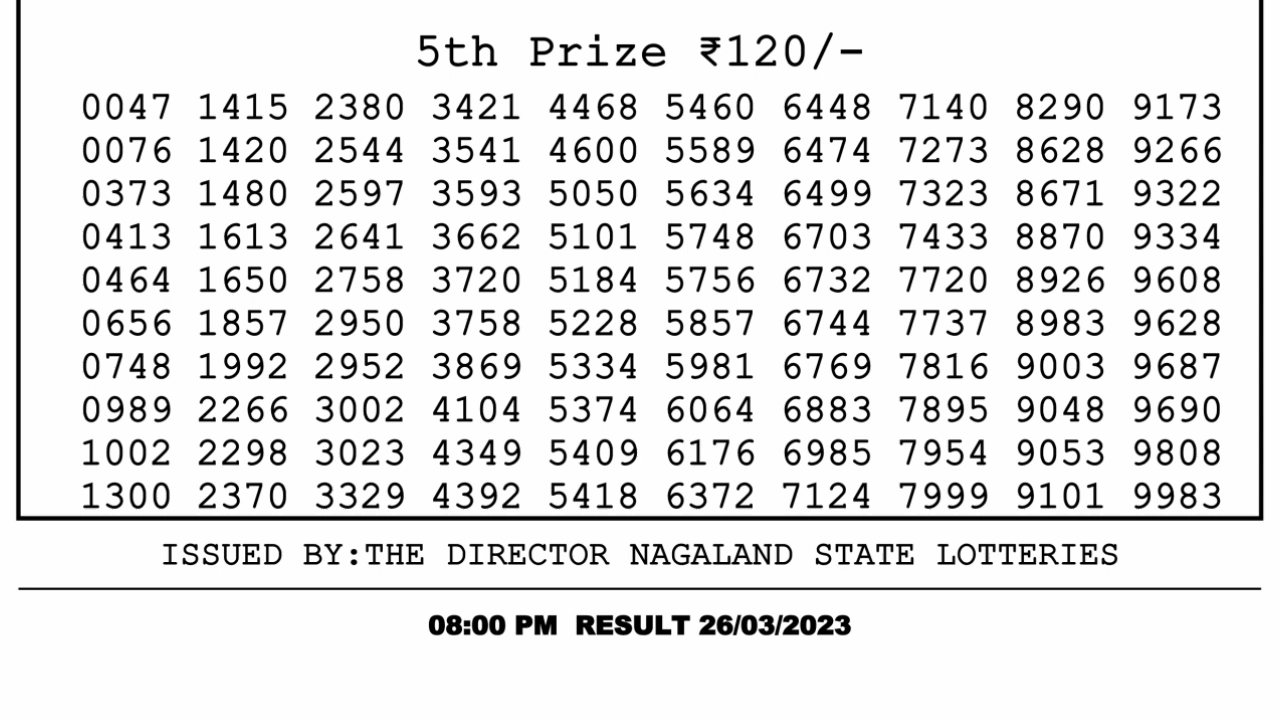 5th Prize ₹120/-
0047 1415 2380 3421 4468 5460 6448 7140 8290 9173
0076 1420 2544 3541 4600 5589 6474 7273 8628 9266
0373 1480 2597 3593 5050 5634 6499 7323 8671 9322
0413 1613 2641 3662 5101 5748 6703 7433 8870 9334
0464 1650 2758 3720 5184 5756 6732 7720 8926 9608
0656 1857 2950 3758 5228 5857 6744 7737 8983 9628
0748 1992 2952 3869 5334 5981 6769 7816 9003 9687
0989 2266 3002 4104 5374 6064 6883 7895 9048 9690
1002 2298 3023 4349 5409 6176 6985 7954 9053 9808
1300 2370 3329 4392 5418 6372 7124 7999 9101 9983
ISSUED BY:THE DIRECTOR NAGALAND STATE LOTTERIES
08:00 PM RESULT 26/03/2023